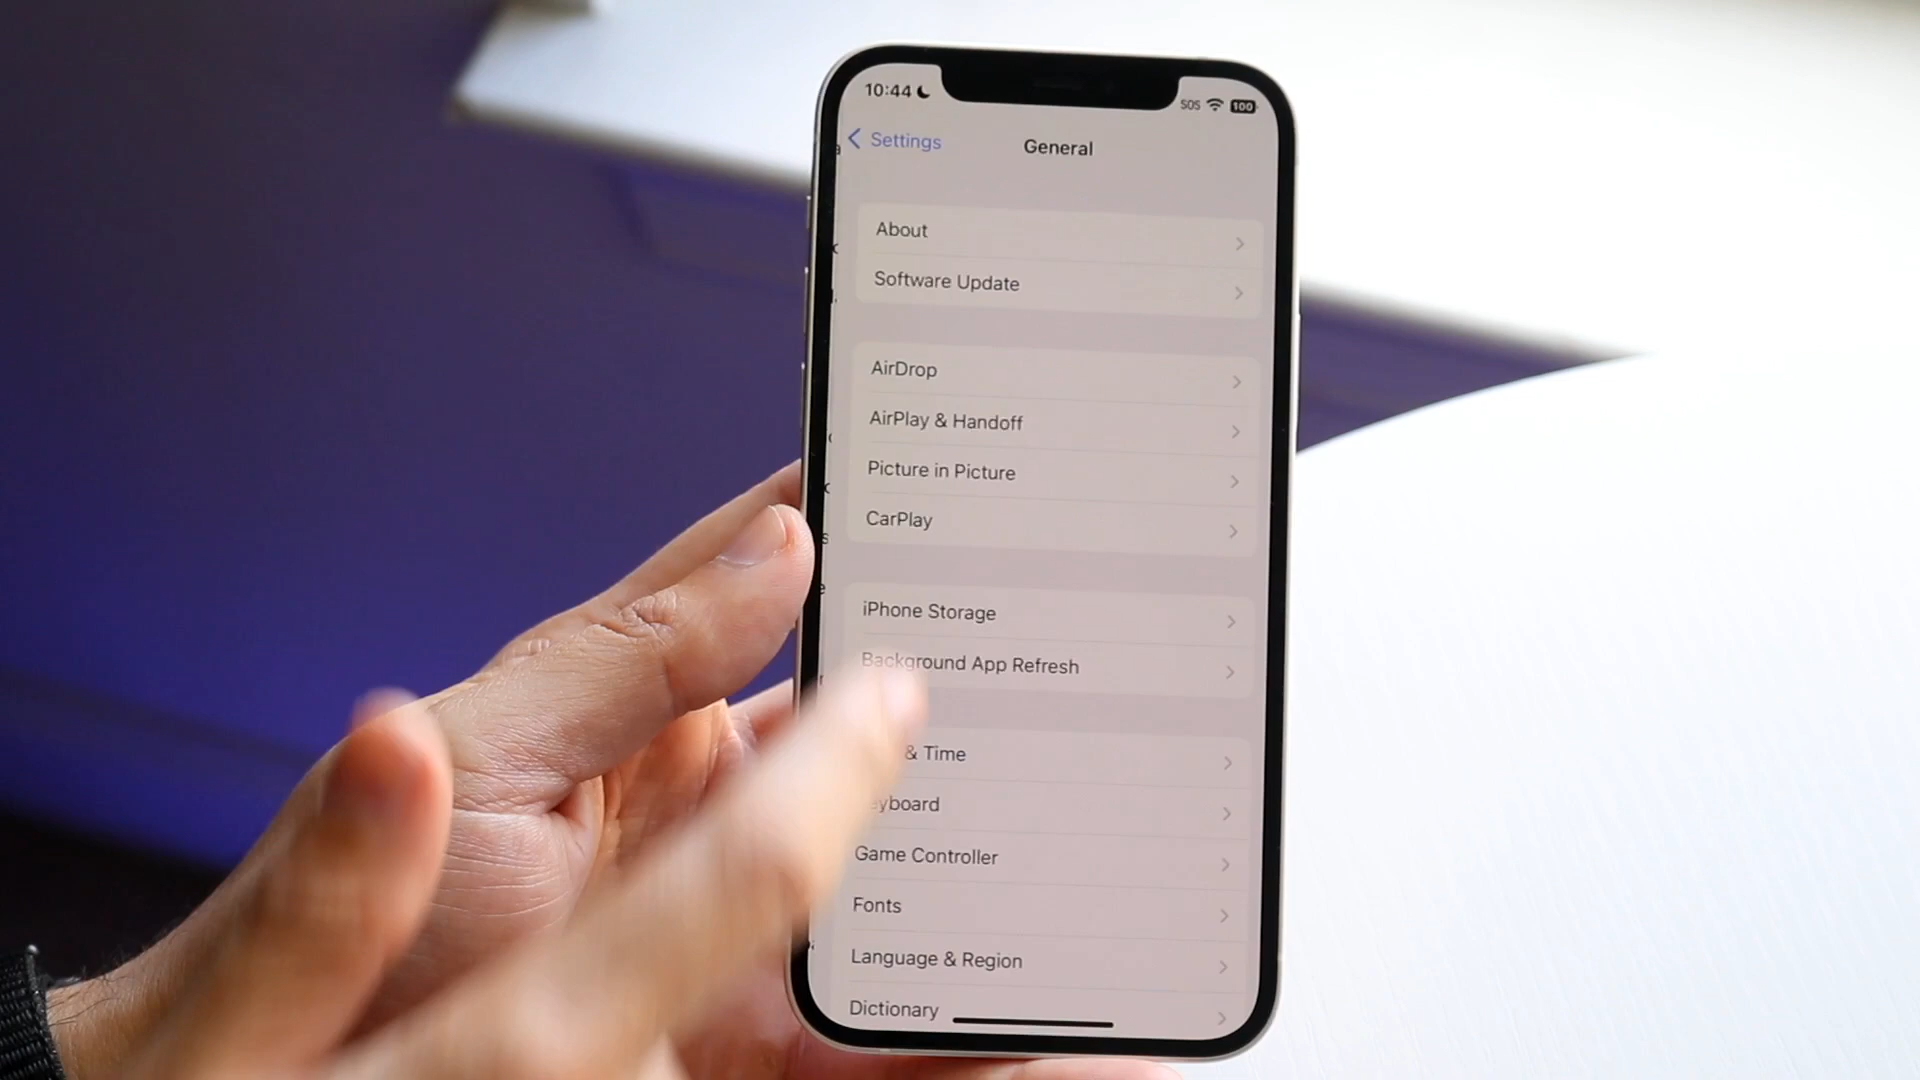 10:44
SOS 100
Settings
General
About
Software Update
AirDrop
AirPlay & Handoff
Picture in Picture
CarPlay
iPhone Storage
Background App Refresh
& Time
eyboard
Game Controller
Fonts
Language & Region
Dictionary